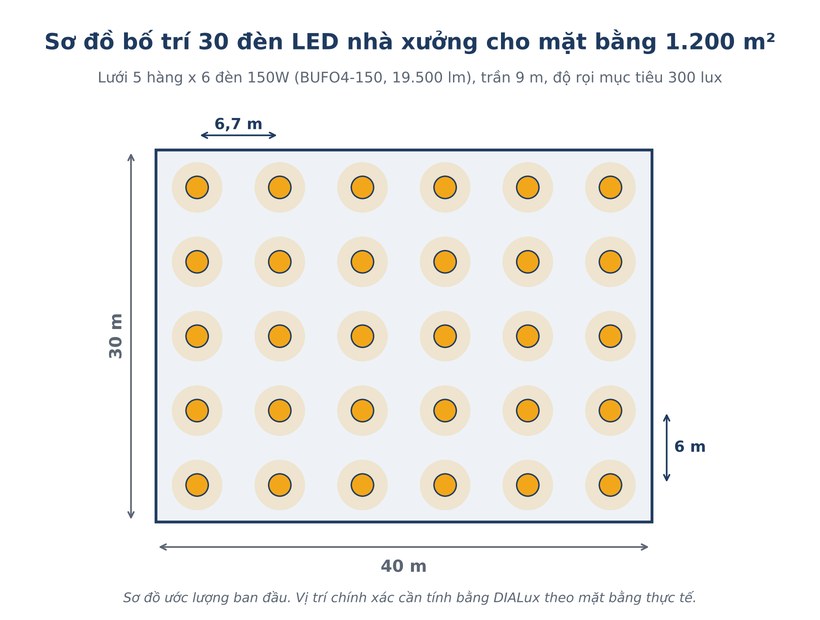 Sơ đồ bố trí 30 đèn LED nhà xưởng cho mặt bằng 1.200 m²
Lưới 5 hàng x 6 đèn 150W (BUFO4-150, 19.500 lm), trần 9 m, độ rọi mục tiêu 300 lux
6,7 m
30 m
6 m
40 m
Sơ đồ ước lượng ban đầu. Vị trí chính xác cần tính bằng DIALux theo mặt bằng thực tế.